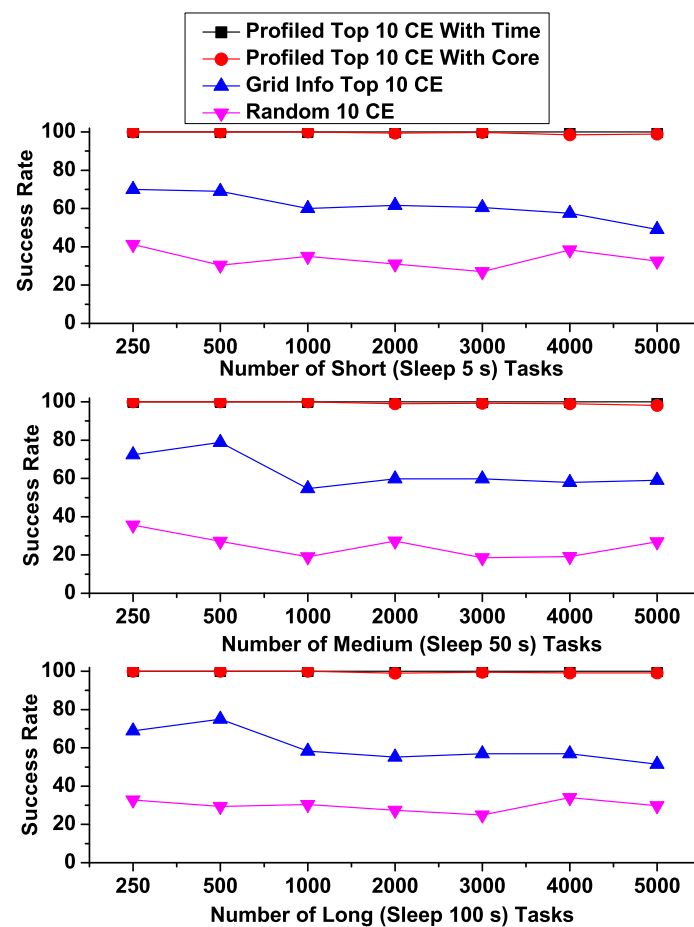 Profiled Top 10 CE With Time
Profiled Top 10 CE With Core
Grid Info Top 10 CE
Random 10 CE
100
80
60
40
20
0
Success Rate
250 500 1000 2000 3000 4000 5000
Number of Short (Sleep 5 s) Tasks
100
80
60
40
20
0
Success Rate
250 500 1000 2000 3000 4000 5000
Number of Medium (Sleep 50 s) Tasks
100
80
60
40
20
0
Success Rate
250 500 1000 2000 3000 4000 5000
Number of Long (Sleep 100 s) Tasks